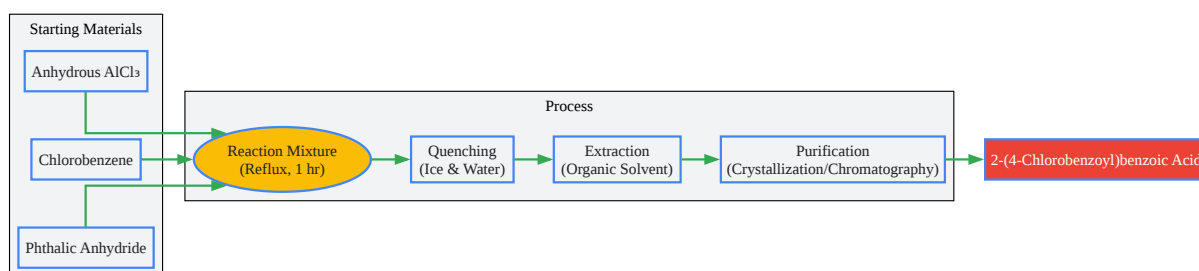 Starting Materials
Anhydrous AlCl₃
Chlorobenzene
Phthalic Anhydride
Process
Reaction Mixture
(Reflux, 1 hr)
Quenching
(Ice & Water)
Extraction
(Organic Solvent)
Purification
(Crystallization/Chromatography)
2-(4-Chlorobenzoyl)benzoic Acid